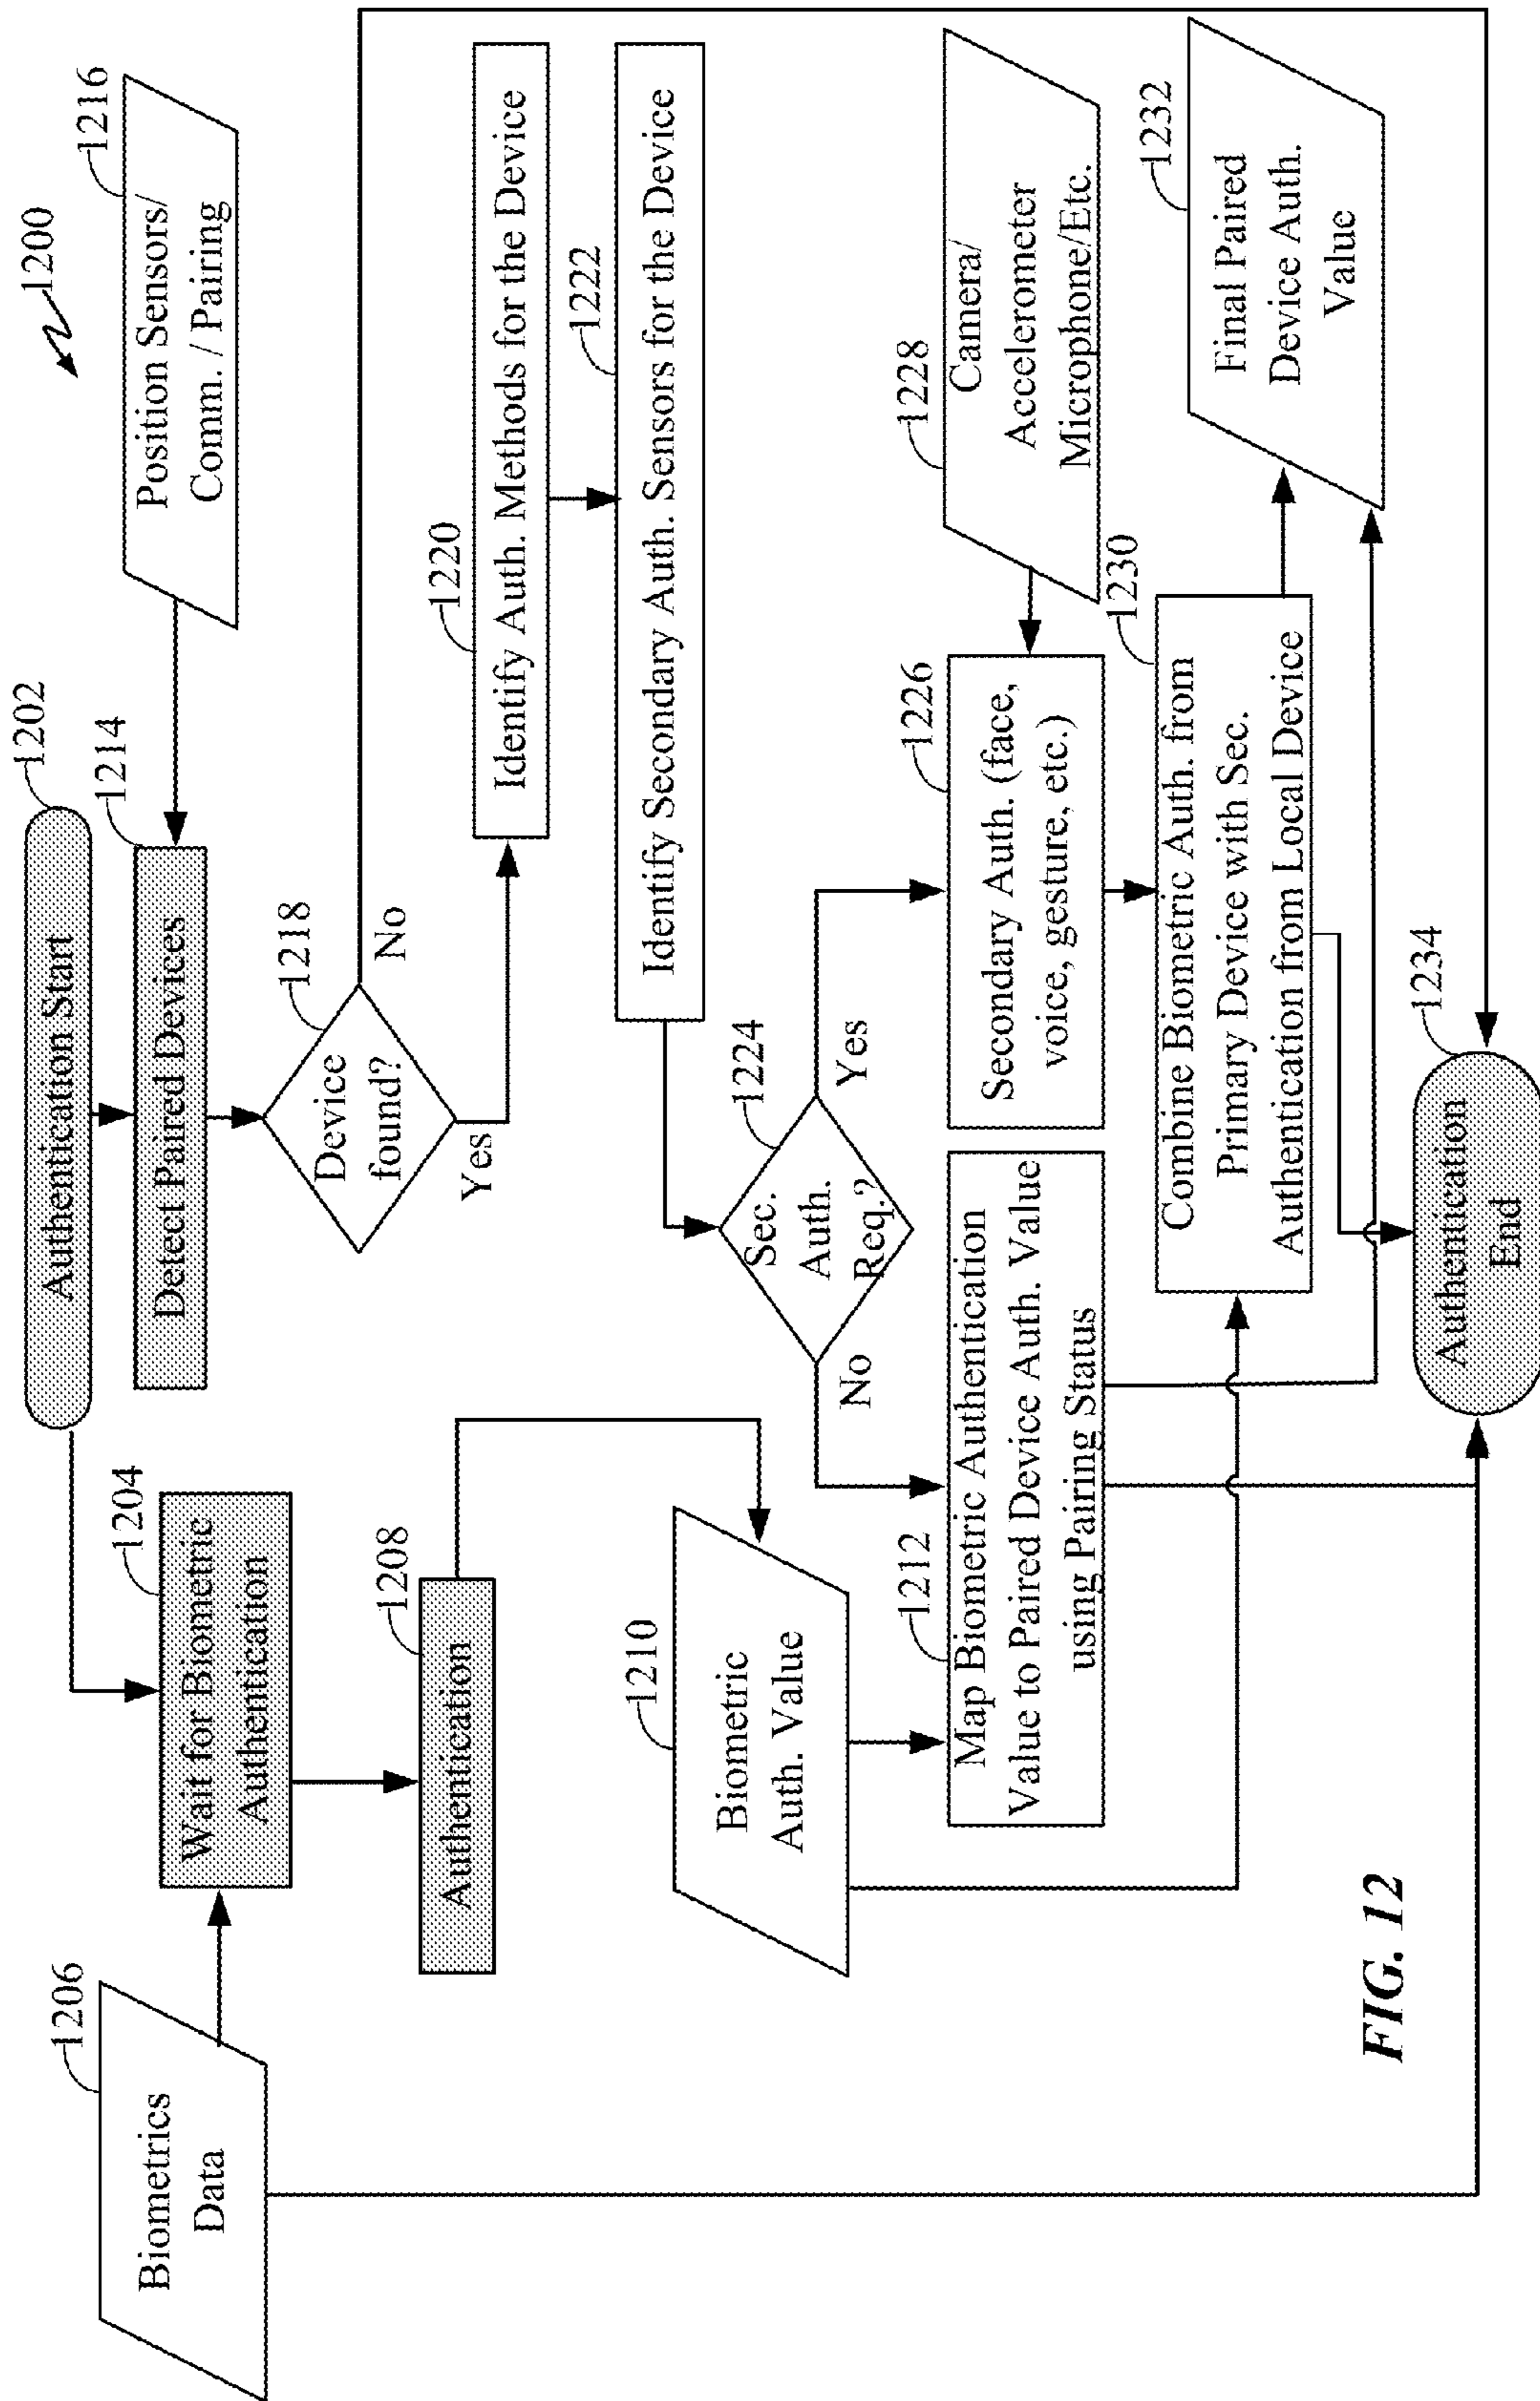 1200
1202
Authentication Start
1206
Biometrics
Data
1204
Wait for Biometric
Authentication
1214
Detect Paired Devices
1216
Position Sensors/
Comm. / Pairing
1208
Authentication
1218
Device
found?
No
Yes
1220
Identify Auth. Methods for the Device
1222
Identify Secondary Auth. Sensors for the Device
1210
Biometric
Auth. Value
1224
Sec.
Auth.
Req.?
No
Yes
1212
Map Biometric Authentication
Value to Paired Device Auth. Value
using Pairing Status
1226
Secondary Auth. (face,
voice, gesture, etc.)
1228
Camera/
Accelerometer
Microphone/Etc.
1230
Combine Biometric Auth. from
Primary Device with Sec.
Authentication from Local Device
1232
Final Paired
Device Auth.
Value
1234
Authentication
End
FIG. 12